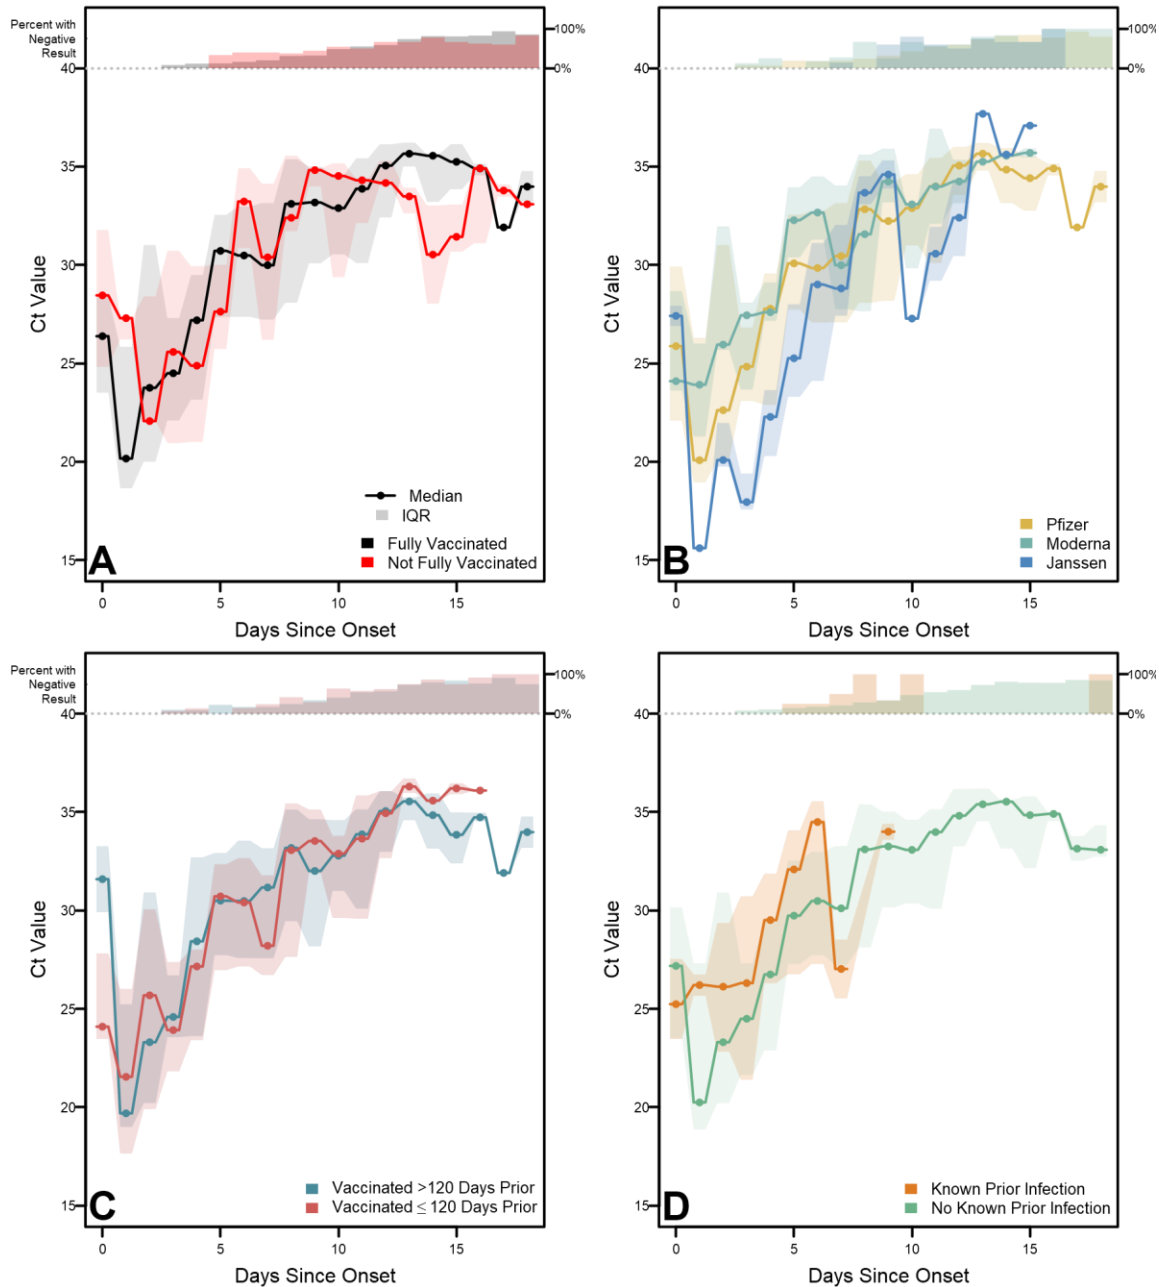 Percent with
Negative
Result
100%
0%
40
35
30
25
20
15
Ct Value
Median
IQR
Fully Vaccinated
Not Fully Vaccinated
A
0
5
10
15
Days Since Onset
100%
0%
40
35
30
25
20
15
Ct Value
Pfizer
Moderna
Janssen
B
0
5
10
15
Days Since Onset
Percent with
Negative
Result
100%
0%
40
35
30
25
20
15
Ct Value
Vaccinated >120 Days Prior
Vaccinated ≤ 120 Days Prior
C
0
5
10
15
Days Since Onset
100%
0%
40
35
30
25
20
15
Ct Value
Known Prior Infection
No Known Prior Infection
D
0
5
10
15
Days Since Onset